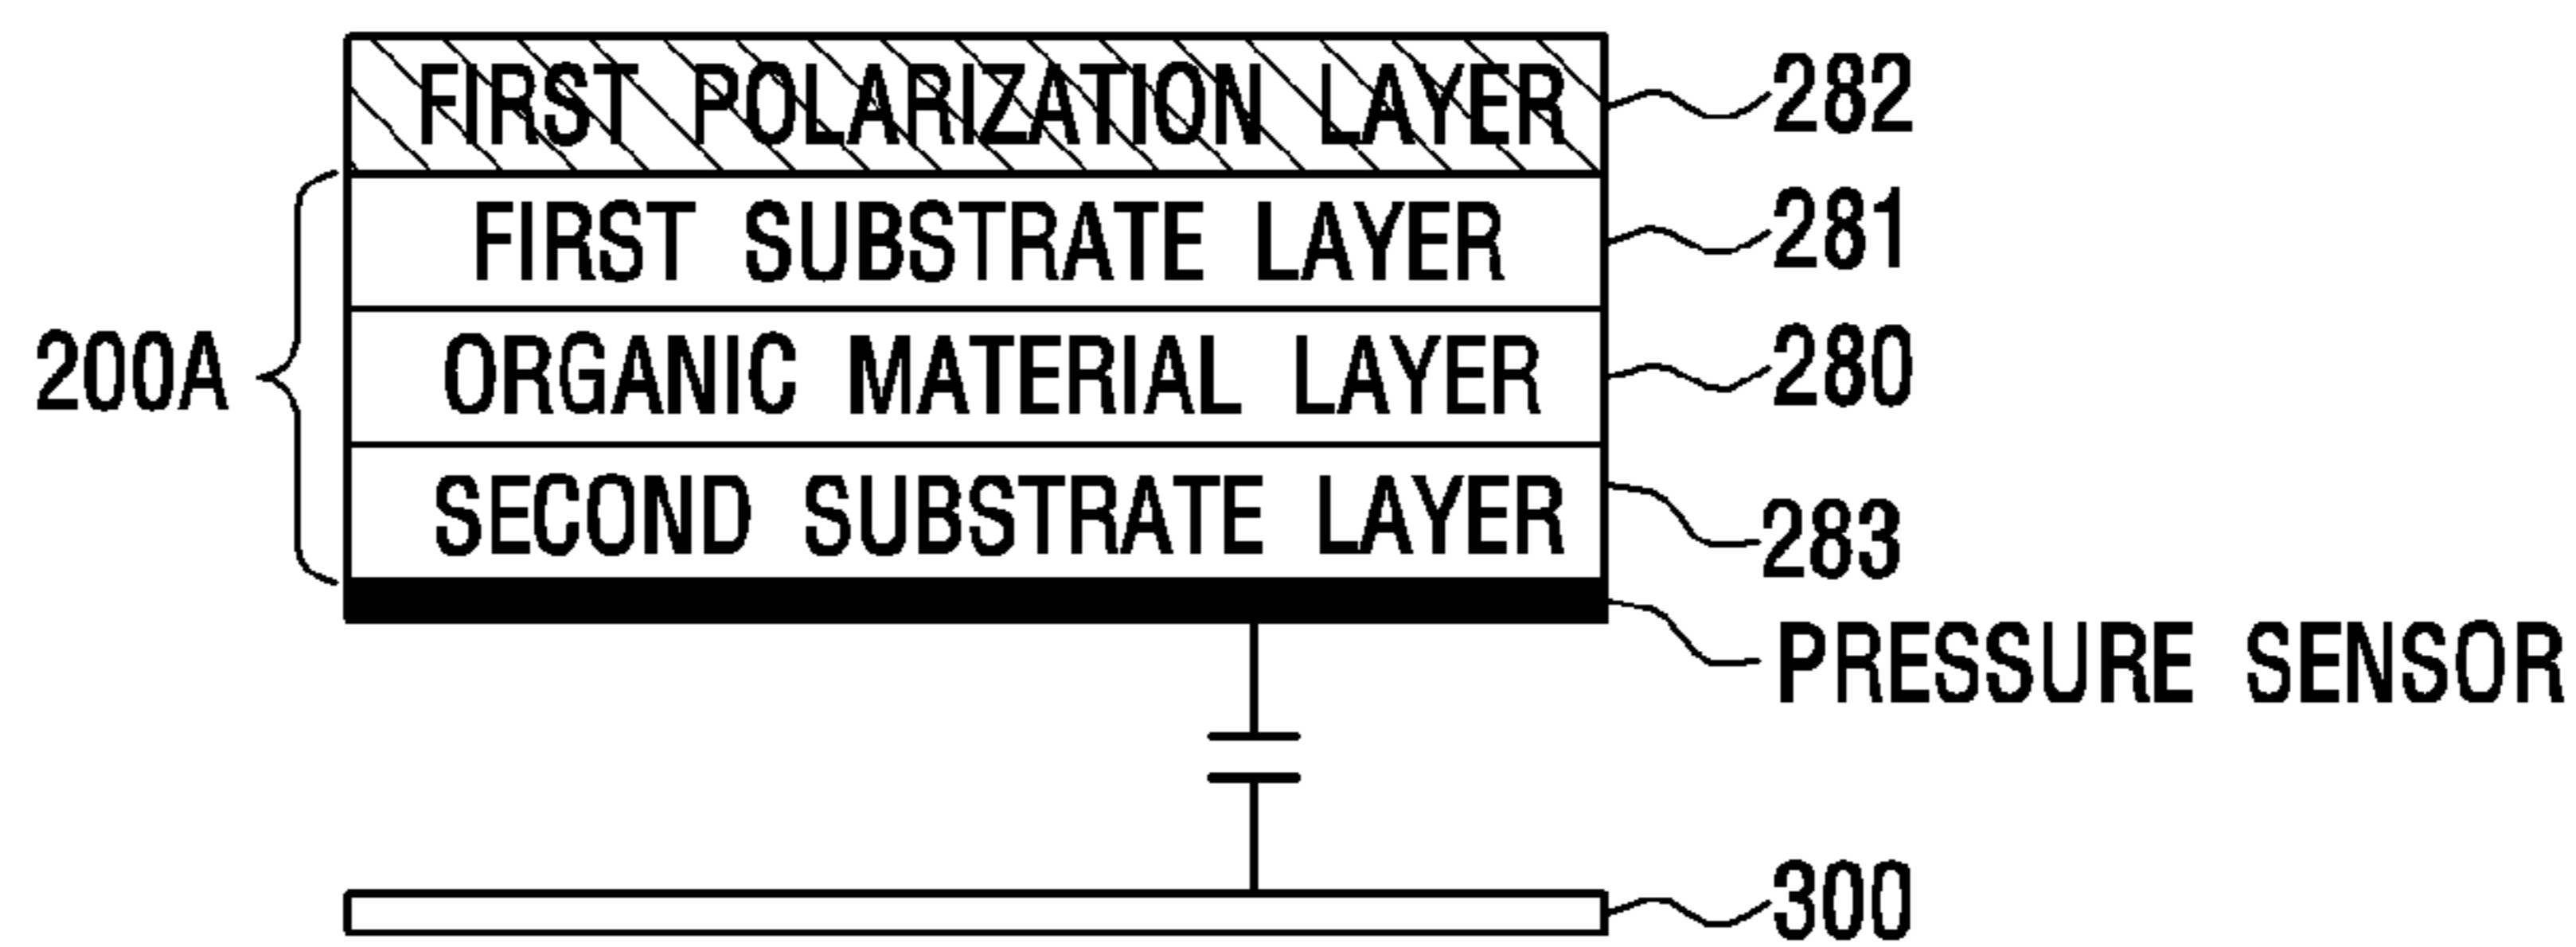 FIRST POLARIZATION LAYER 282
FIRST SUBSTRATE LAYER 281
200A ORGANIC MATERIAL LAYER 280
SECOND SUBSTRATE LAYER 283
PRESSURE SENSOR
300